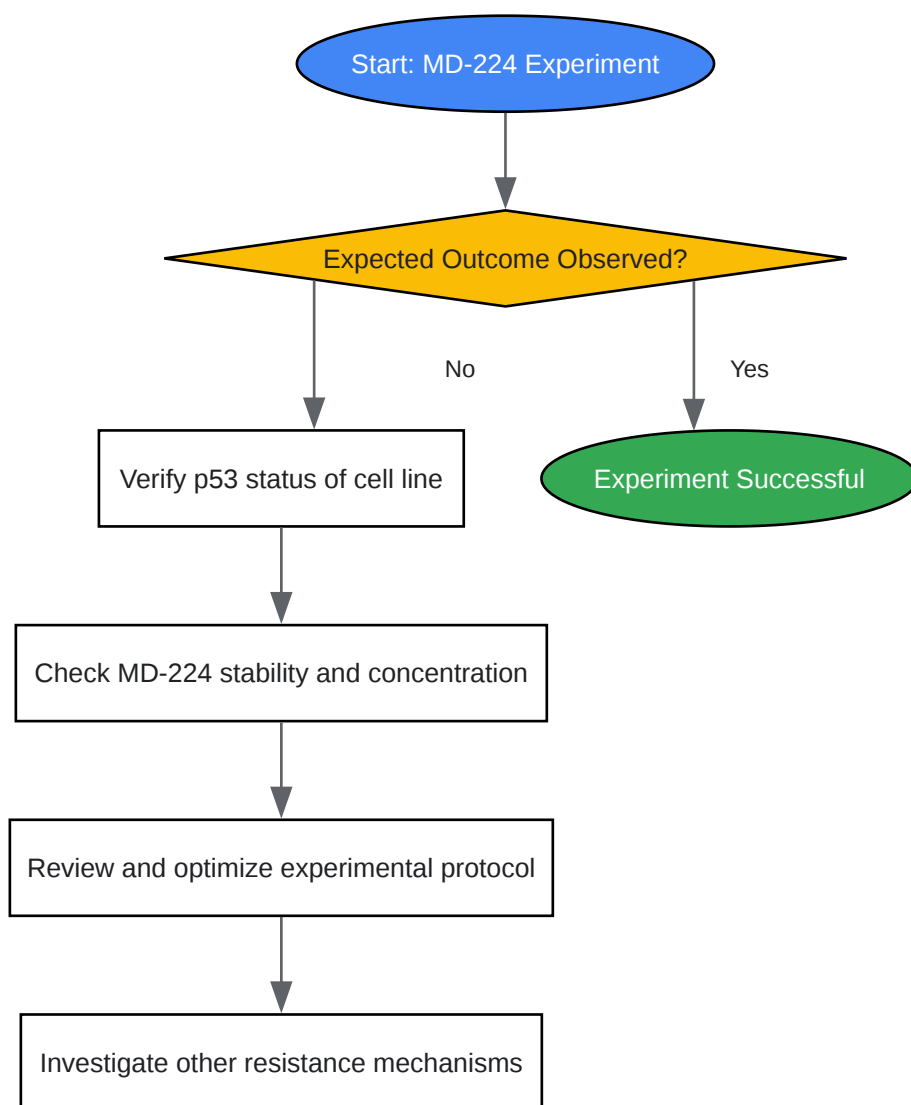 Start: MD-224 Experiment
Expected Outcome Observed?
No
Yes
Verify p53 status of cell line
Experiment Successful
Check MD-224 stability and concentration
Review and optimize experimental protocol
Investigate other resistance mechanisms